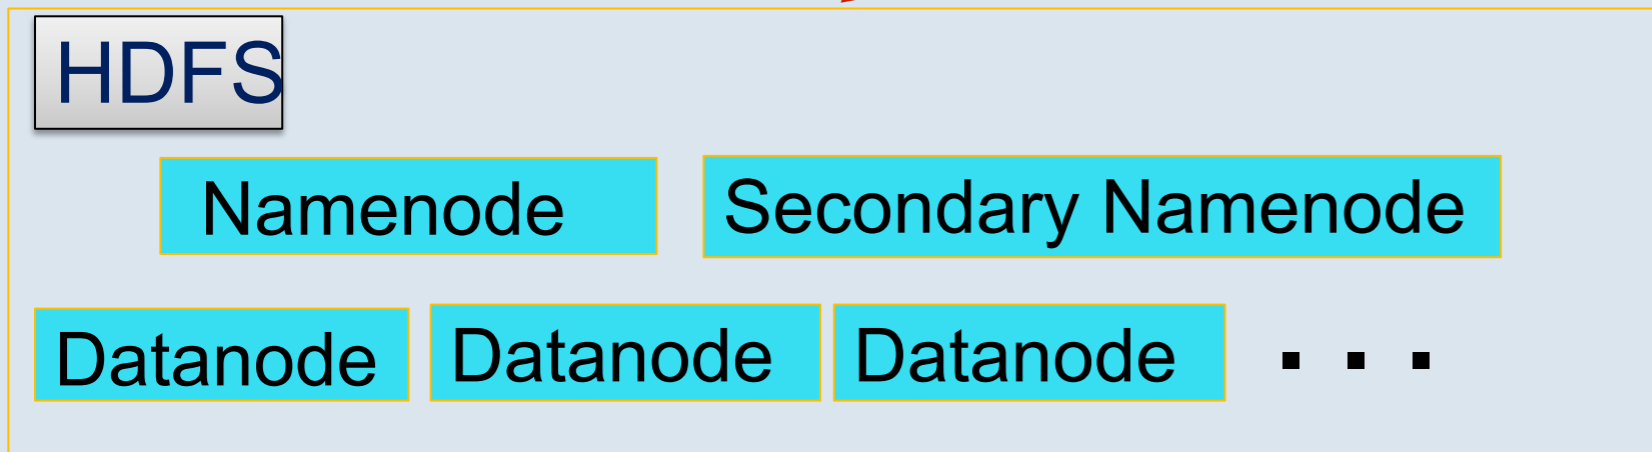 HDFS
Namenode Secondary Namenode
Datanode Datanode Datanode . . .